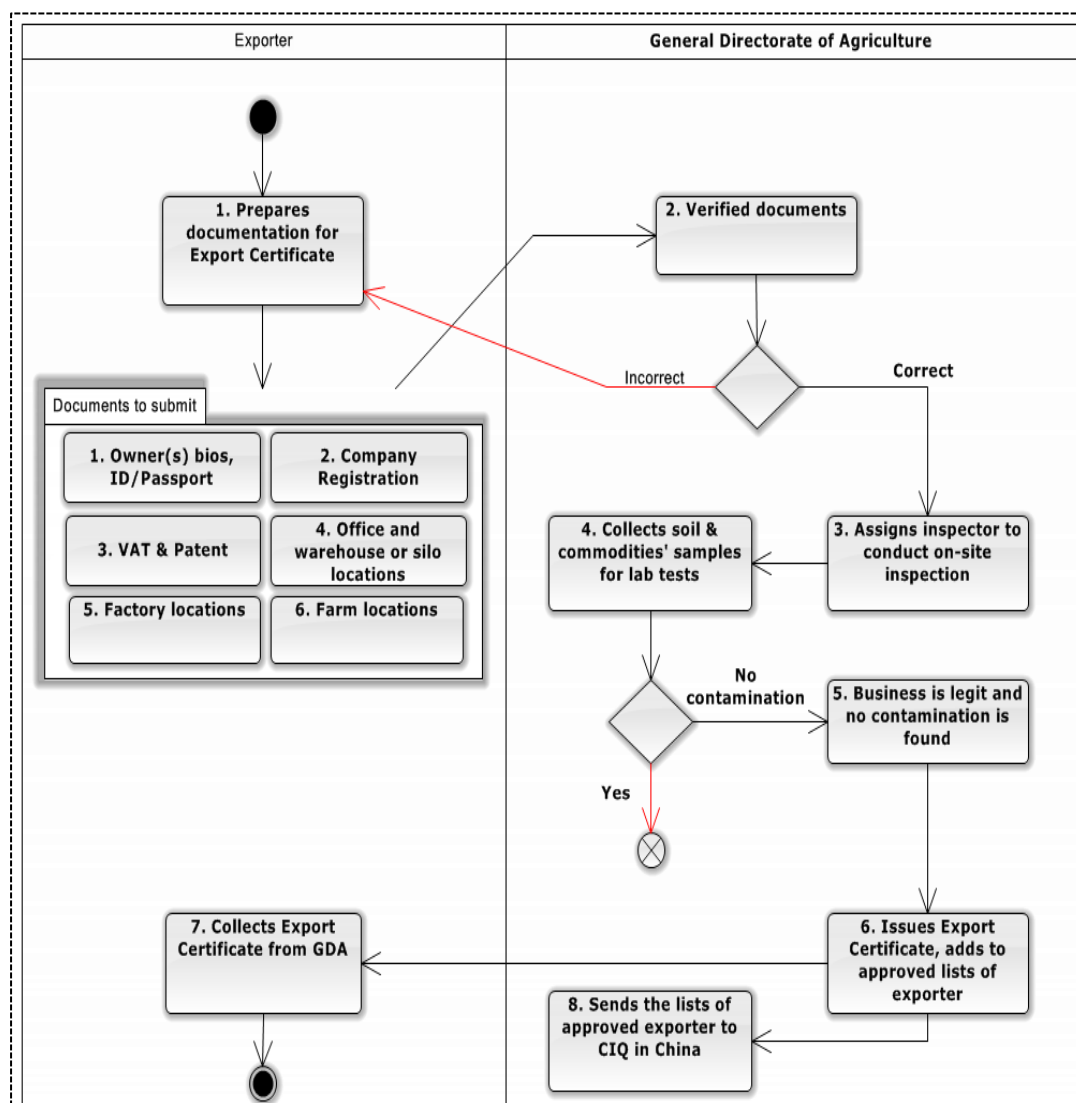 Exporter
General Directorate of Agriculture
1. Prepares
documentation for
Export Certificate
2. Verified documents
Incorrect
Correct
Documents to submit
1. Owner(s) bios,
ID/Passport
2. Company
Registration
3. VAT & Patent
4. Office and
warehouse or silo
locations
5. Factory locations
6. Farm locations
4. Collects soil &
commodities' samples
for lab tests
3. Assigns inspector to
conduct on-site
inspection
No
contamination
5. Business is legit and
no contamination is
found
Yes
7. Collects Export
Certificate from GDA
6. Issues Export
Certificate, adds to
approved lists of
exporter
8. Sends the lists of
approved exporter to
CIQ in China